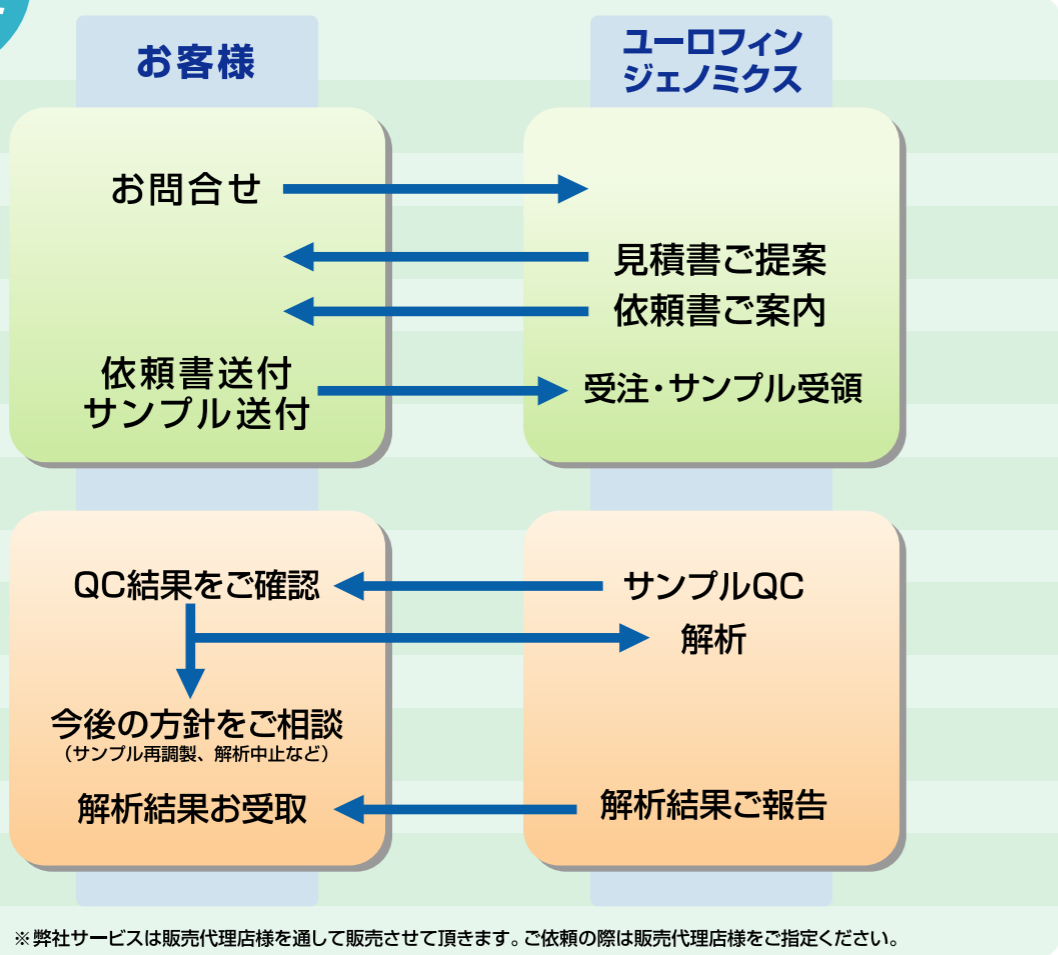 お客様
ユーロフィン
ジェノミクス
お問合せ
見積書ご提案
依頼書ご案内
依頼書送付
サンプル送付
受注・サンプル受領
QC結果をご確認
サンプルQC
解析
今後の方針をご相談
（サンプル再調製、解析中止など）
解析結果お受取
解析結果ご報告
※弊社サービスは販売代理店様を通して販売させて頂きます。ご依頼の際は販売代理店様をご指定ください。